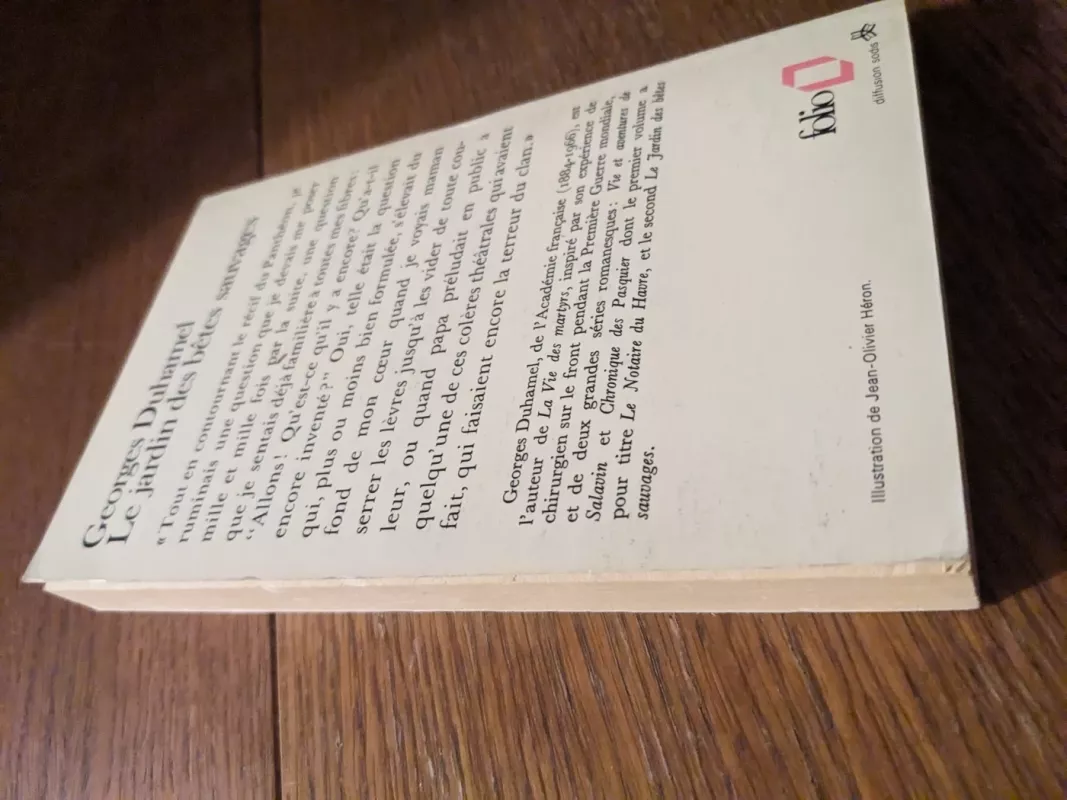 Georges Duhamel
Le jardin des bêtes sauvages
« Tout en contournant le récif du Panthéon, je
ruminais une question que je devais me poser
mille et mille fois par la suite, une question
que je sentais déjà familière à toutes mes fibres :
“Allons ! Qu'est-ce qu'il y a encore ? Qu'a-t-il
encore inventé ?” Oui, telle était la question
qui, plus ou moins bien formulée, s'élevait du
fond de mon cœur quand je voyais maman
serrer les lèvres jusqu'à les vider de toute cou-
leur, ou quand papa préludait en public à
quelqu'une de ces colères théâtrales qui avaient
fait, qui faisaient encore la terreur du clan. »
Georges Duhamel, de l'Académie française (1884-1966), est
l'auteur de La Vie des martyrs, inspiré par son expérience de
chirurgien sur le front pendant la Première Guerre mondiale,
et de deux grandes séries romanesques : Vie et aventures de
Salavin et Chronique des Pasquier dont le premier volume a
pour titre Le Notaire du Havre, et le second Le Jardin des bêtes
sauvages.
Illustration de Jean-Olivier Héron.
folio
diffusion sodis